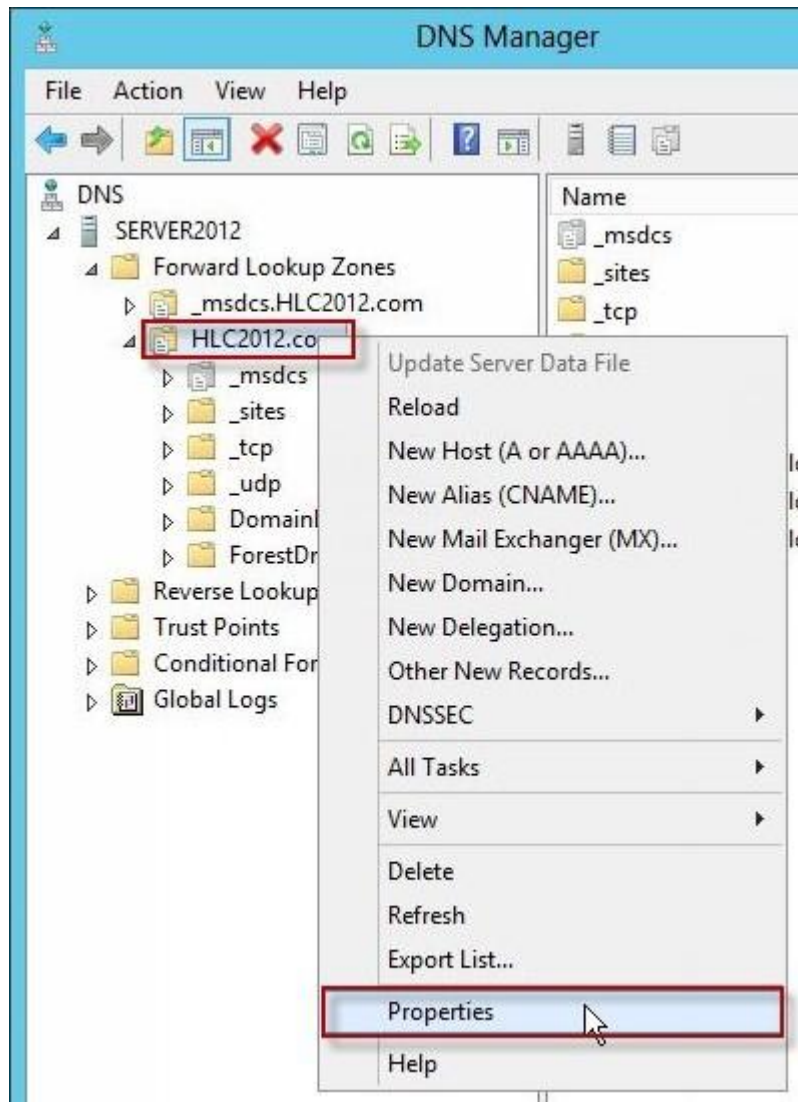 DNS Manager
File Action View Help
DNS
SERVER2012
Forward Lookup Zones
_msdcs.HLC2012.com
HLC2012.co
_msdcs
_sites
_tcp
_udp
DomainI
ForestDr
Reverse Lookup
Trust Points
Conditional For
Global Logs
Name
_msdcs
_sites
_tcp
Update Server Data File
Reload
New Host (A or AAAA)...
New Alias (CNAME)...
New Mail Exchanger (MX)...
New Domain...
New Delegation...
Other New Records...
DNSSEC
All Tasks
View
Delete
Refresh
Export List...
Properties
Help